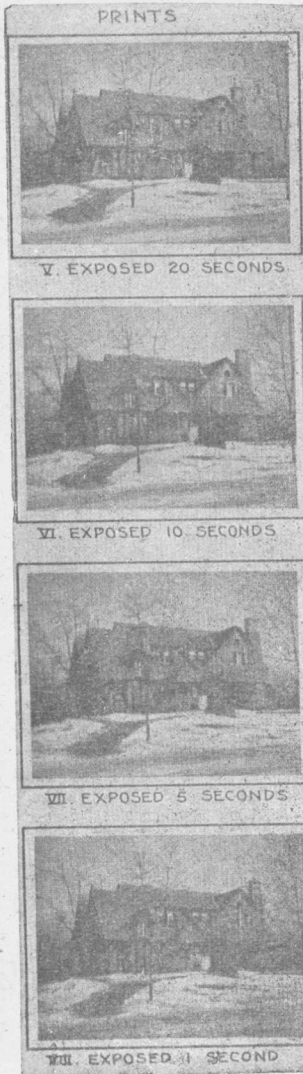 PRINTS
V. EXPOSED 20 SECONDS
VI. EXPOSED 10 SECONDS
VII. EXPOSED 5 SECONDS
VIII. EXPOSED 1 SECOND